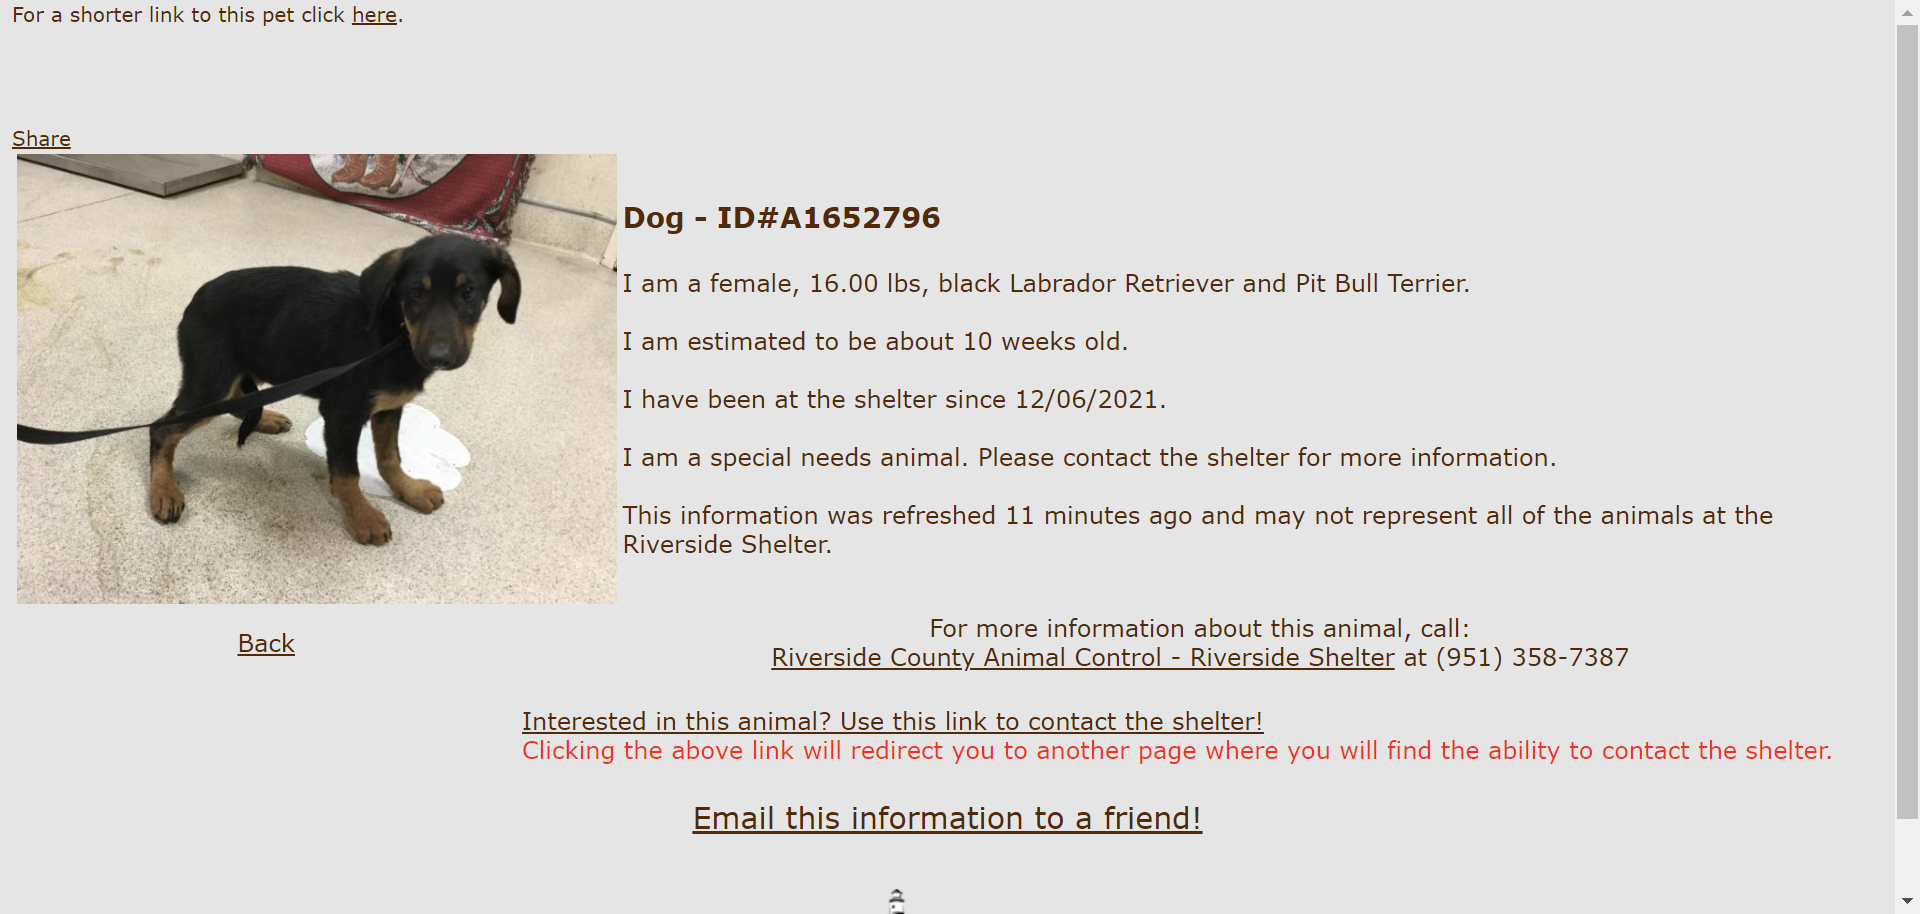 For a shorter link to this pet click here.
Share
Dog - ID#A1652796
I am a female, 16.00 lbs, black Labrador Retriever and Pit Bull Terrier.
I am estimated to be about 10 weeks old.
I have been at the shelter since 12/06/2021.
I am a special needs animal. Please contact the shelter for more information.
This information was refreshed 11 minutes ago and may not represent all of the animals at the
Riverside Shelter.
Back
For more information about this animal, call:
Riverside County Animal Control - Riverside Shelter at (951) 358-7387
Interested in this animal? Use this link to contact the shelter!
Clicking the above link will redirect you to another page where you will find the ability to contact the shelter.
Email this information to a friend!